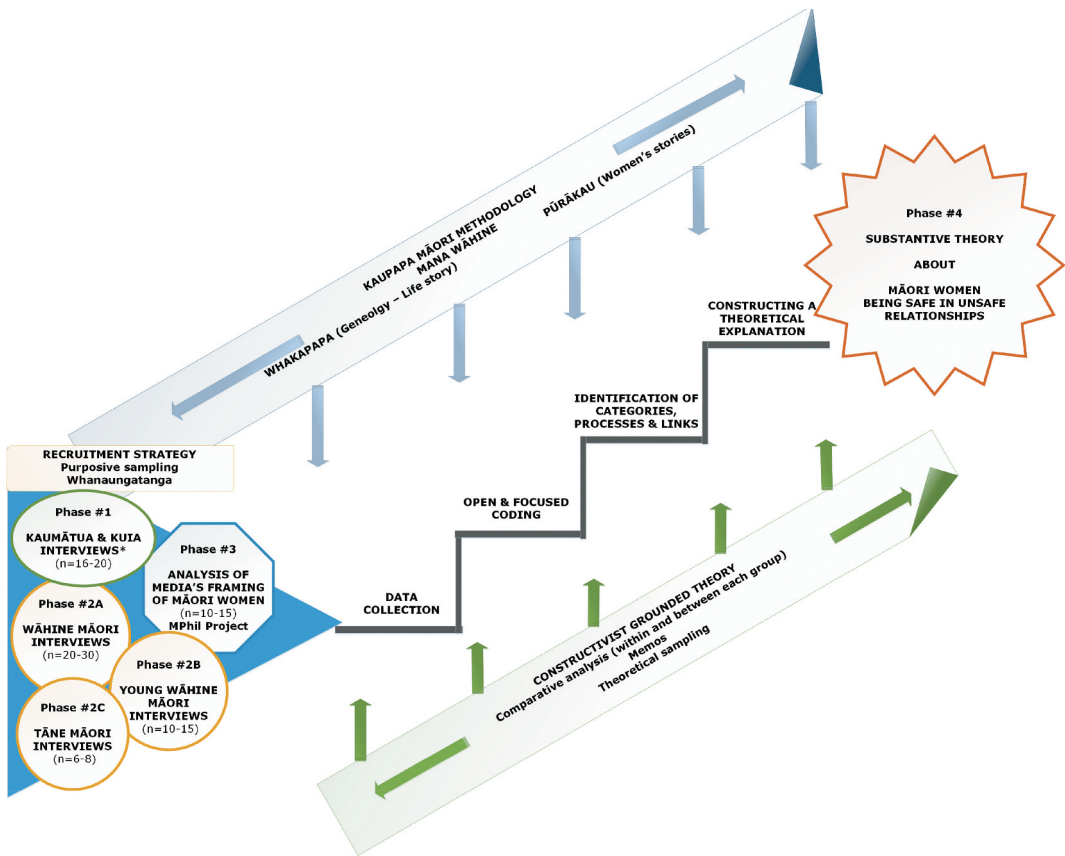 KAUPAPA MĀORI METHODOLOGY
MANA WĀHINE
WHAKAPAPA (Geneolgy – Life story)
PŪRĀKAU (Women's stories)
Phase #4
SUBSTANTIVE THEORY
ABOUT
MĀORI WOMEN
BEING SAFE IN UNSAFE
RELATIONSHIPS
CONSTRUCTING A
THEORETICAL
EXPLANATION
IDENTIFICATION OF
CATEGORIES,
PROCESSES & LINKS
OPEN & FOCUSED
CODING
DATA
COLLECTION
RECRUITMENT STRATEGY
Purposive sampling
Whanaungatanga
Phase #1
KAUMĀTUA & KUIA
INTERVIEWS*
(n=16-20)
Phase #3
ANALYSIS OF
MEDIA'S FRAMING
OF MĀORI WOMEN
(n=10-15)
MPhil Project
Phase #2A
WĀHINE MĀORI
INTERVIEWS
(n=20-30)
Phase #2B
YOUNG WĀHINE
MĀORI
INTERVIEWS
(n=10-15)
Phase #2C
TĀNE MĀORI
INTERVIEWS
(n=6-8)
CONSTRUCTIVIST GROUNDED THEORY
Comparative analysis (within and between each group)
Memos
Theoretical sampling